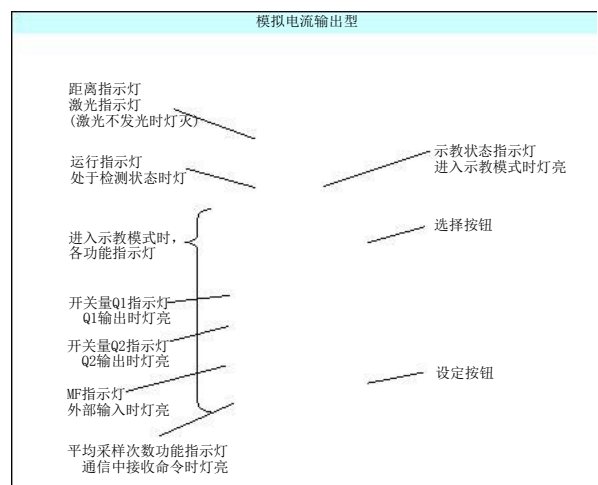 模拟电流输出型
距离指示灯
激光指示灯
(激光不发光时灯灭)
运行指示灯
处于检测状态时灯
示教状态指示灯
进入示教模式时灯亮
进入示教模式时，
各功能指示灯
选择按钮
开关量Q1指示灯
Q1输出时灯亮
开关量Q2指示灯
Q2输出时灯亮
MF指示灯
外部输入时灯亮
设定按钮
平均采样次数功能指示灯
通信中接收命令时灯亮